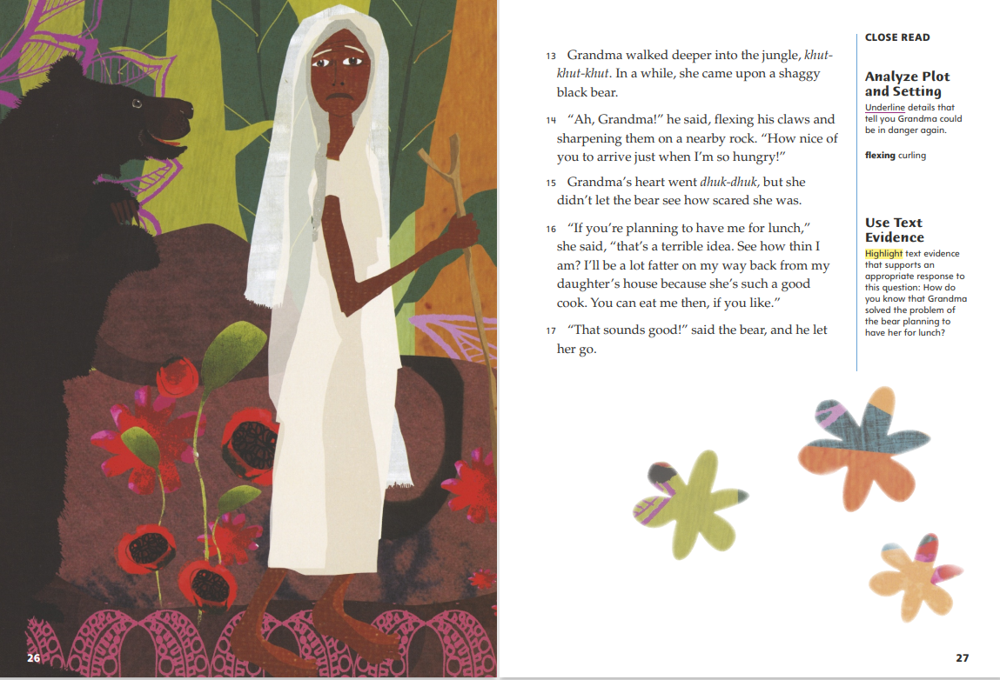 13 Grandma walked deeper into the jungle, khut-
khut-khut. In a while, she came upon a shaggy
black bear.
14 “Ah, Grandma!” he said, flexing his claws and
sharpening them on a nearby rock. “How nice of
you to arrive just when I’m so hungry!”
15 Grandma’s heart went dhuk-dhuk, but she
didn’t let the bear see how scared she was.
16 “If you’re planning to have me for lunch,”
she said, “that’s a terrible idea. See how thin I
am? I’ll be a lot fatter on my way back from my
daughter’s house because she’s such a good
cook. You can eat me then, if you like.”
17 “That sounds good!” said the bear, and he let
her go.
CLOSE READ
Analyze Plot
and Setting
Underline details that
tell you Grandma could
be in danger again.
flexing curling
Use Text
Evidence
Highlight text evidence
that supports an
appropriate response to
this question: How do
you know that Grandma
solved the problem of
the bear planning to
have her for lunch?
26
27